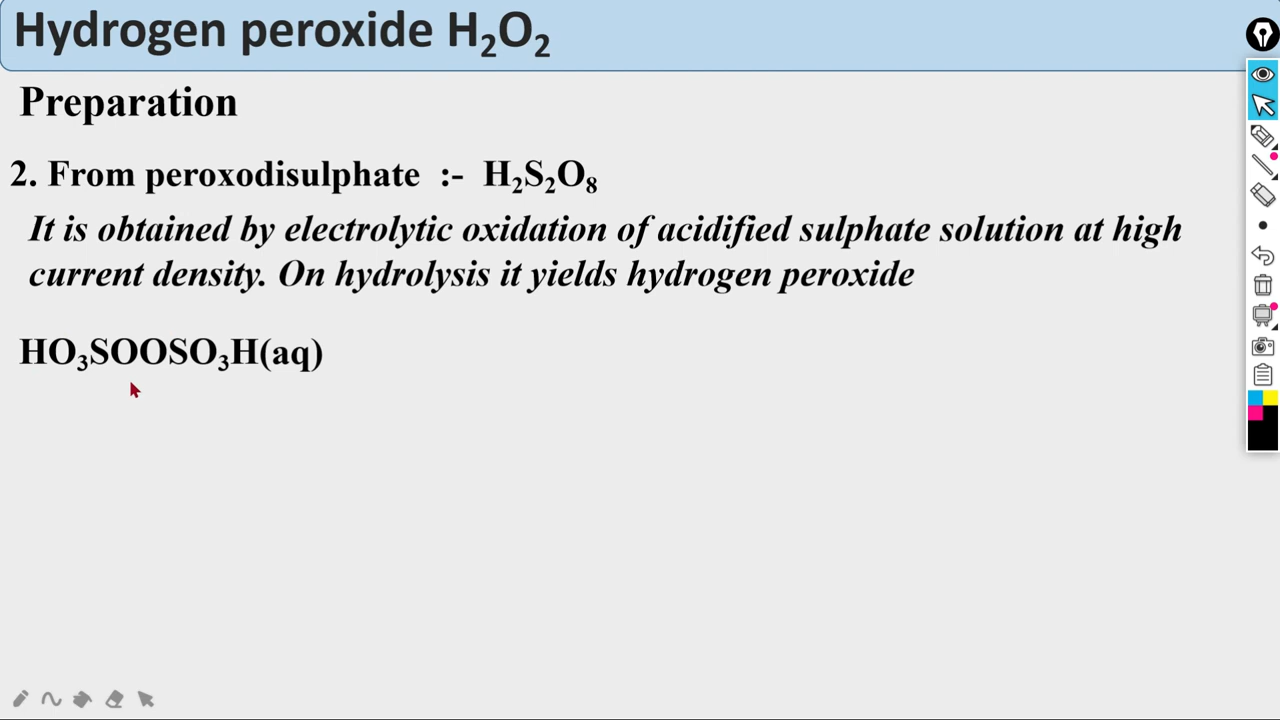 Hydrogen peroxide H₂O₂
Preparation
2. From peroxodisulphate :- H₂S₂O₈
It is obtained by electrolytic oxidation of acidified sulphate solution at high
current density. On hydrolysis it yields hydrogen peroxide
HO₃SOOSO₃H(aq)